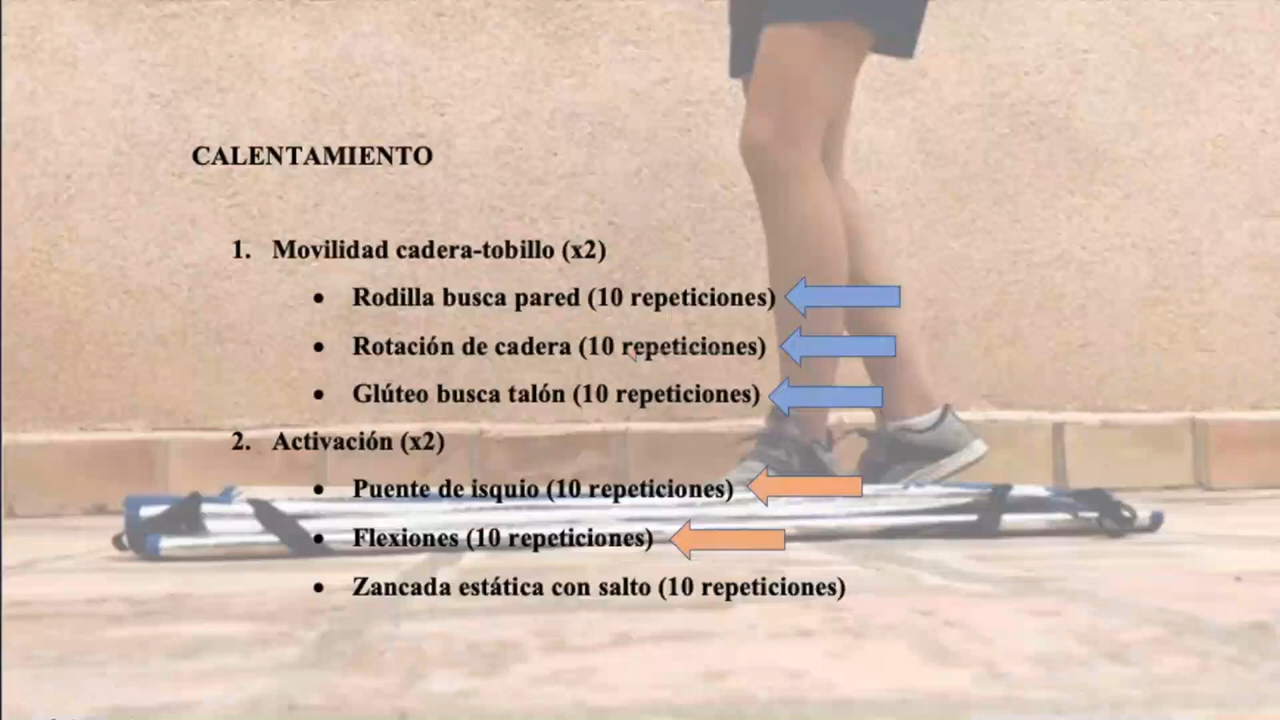 CALENTAMIENTO
1. Movilidad cadera-tobillo (x2)
• Rodilla busca pared (10 repeticiones)
• Rotación de cadera (10 repeticiones)
• Glúteo busca talón (10 repeticiones)
2. Activación (x2)
• Puente de isquio (10 repeticiones)
• Flexiones (10 repeticiones)
• Zancada estática con salto (10 repeticiones)